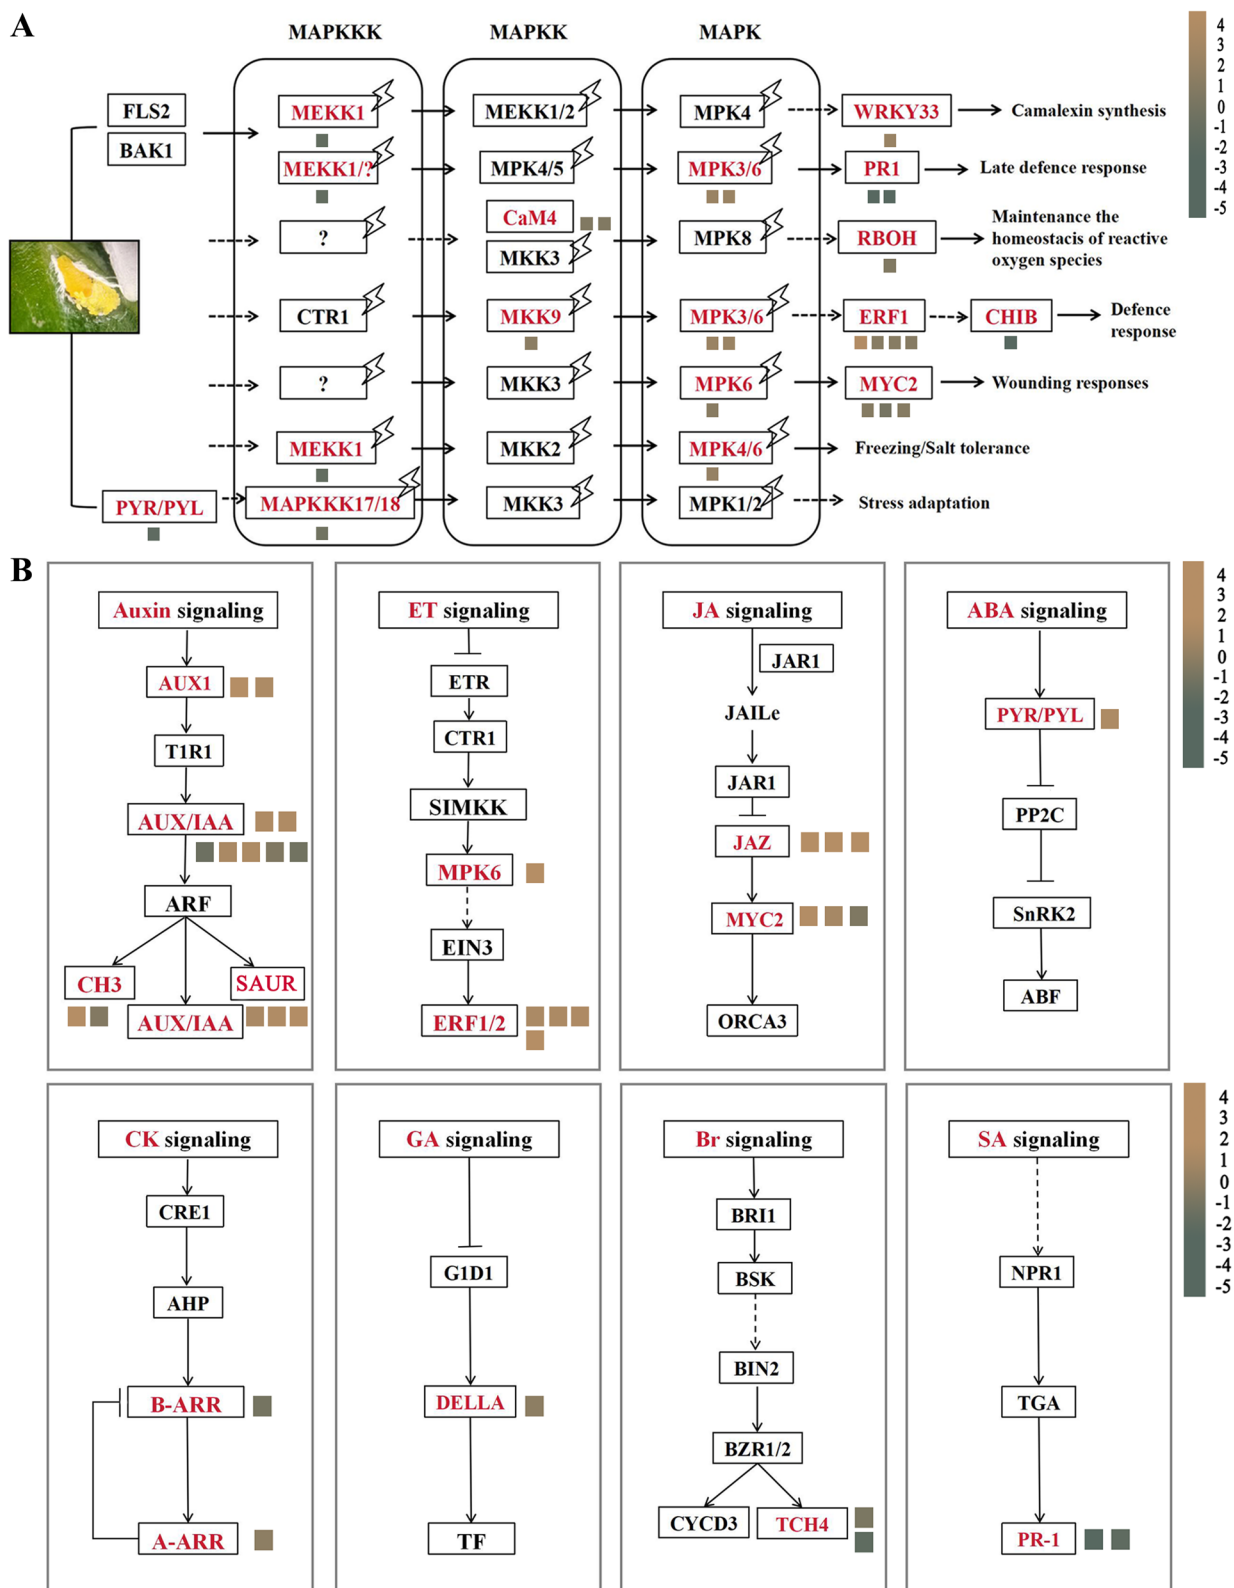 A
MAPKKK MAPKK MAPK
4
3
2
1
0
-1
-2
-3
-4
-5
FLS2
BAK1
MEKK1 MEKK1/2 MPK4 WRKY33 Camalexin synthesis
MEKK1/? MPK4/5 MPK3/6 PR1 Late defence response
CaM4
? MKK3 MPK8 RBOH
Maintenance the
homeostacis of reactive
oxygen species
CTR1 MKK9 MPK3/6 ERF1 CHIB
Defence
response
? MKK3 MPK6 MYC2 Wounding responses
MEKK1 MKK2 MPK4/6 Freezing/Salt tolerance
PYR/PYL MAPKKK17/18 MKK3 MPK1/2 Stress adaptation
B
Auxin signaling
AUX1
T1R1
AUX/IAA
ARF
CH3
SAUR
AUX/IAA
ET signaling
ETR
CTR1
SIMKK
MPK6
EIN3
ERF1/2
JA signaling
JAR1
JAILe
JAR1
JAZ
MYC2
ORCA3
ABA signaling
PYR/PYL
PP2C
SnRK2
ABF
4
3
2
1
0
-1
-2
-3
-4
-5
CK signaling
CRE1
AHP
B-ARR
A-ARR
GA signaling
G1D1
DELLA
TF
Br signaling
BRI1
BSK
BIN2
BZR1/2
CYCD3 TCH4
SA signaling
NPR1
TGA
PR-1
4
3
2
1
0
-1
-2
-3
-4
-5